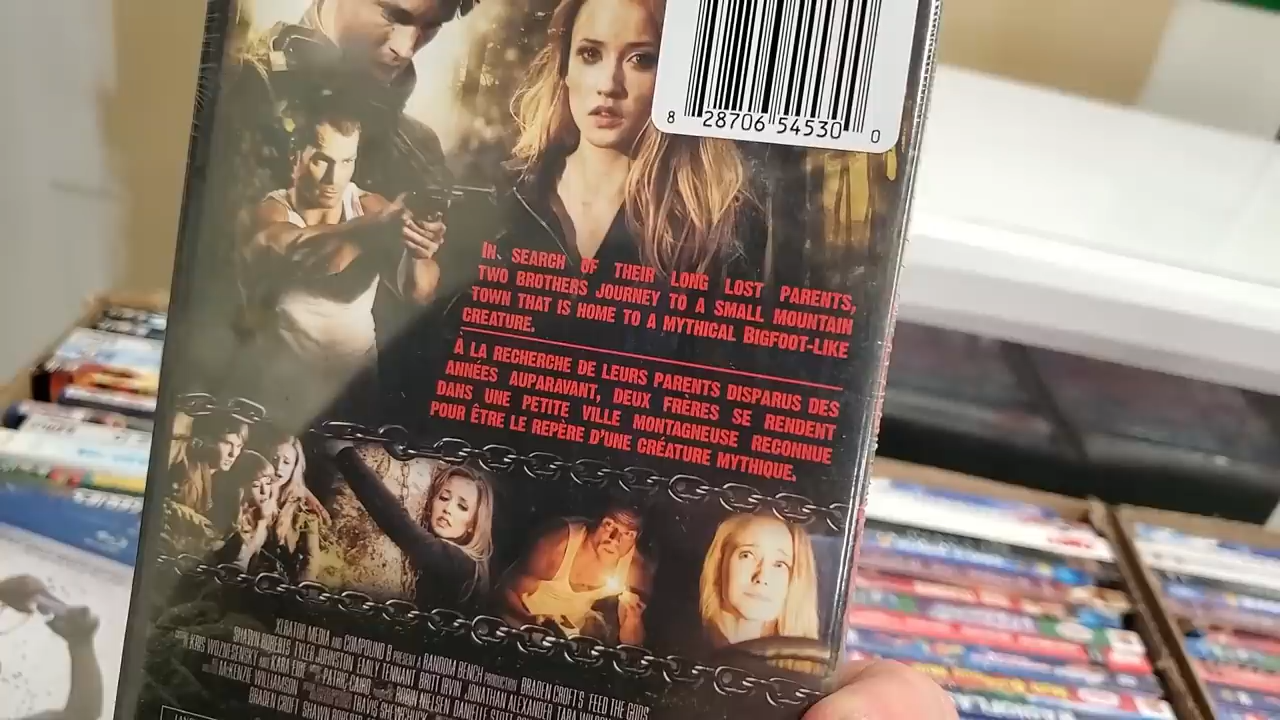 8 28706 54530 0
IN SEARCH OF THEIR LONG LOST PARENTS,
TWO BROTHERS JOURNEY TO A SMALL MOUNTAIN
TOWN THAT IS HOME TO A MYTHICAL BIGFOOT-LIKE
CREATURE.
À LA RECHERCHE DE LEURS PARENTS DISPARUS DES
ANNÉES AUPARAVANT, DEUX FRÈRES SE RENDENT
DANS UNE PETITE VILLE MONTAGNEUSE RECONNUE
POUR ÊTRE LE REPÈRE D'UNE CRÉATURE MYTHIQUE.
XLRATOR MEDIA AND COMPOUND B PRESENT A RANDOM BENCH PRODUCTION BRADEN CROFT'S FEED THE GODS
SHAWN ROBERTS TYLER JOHNSTON EMILY TENNANT BRITT IRVIN JONATHAN ALEXANDER TARA
KRIS WOZNESENSKY AND KARA EIDE PATRIC CAIRD ROBIN NIELSEN DANIELLE
MCKENZIE WILLIAMSON TRAVIS
BRADEN CROFT SHAWN